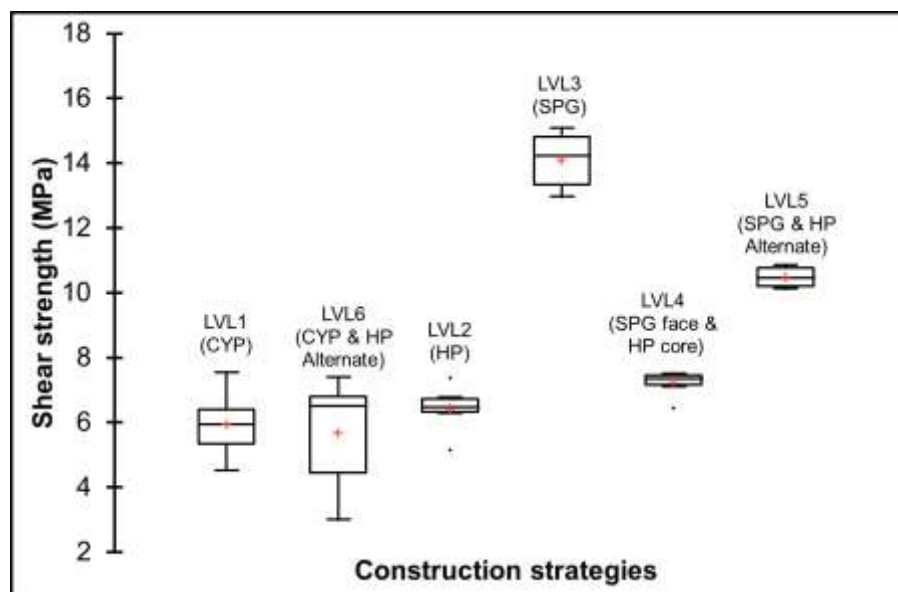 18
16
14
12
10
8
6
4
2
Shear strength (MPa)
LVL1
(CYP)
LVL6
(CYP & HP
Alternate)
LVL2
(HP)
LVL3
(SPG)
LVL4
(SPG face &
HP core)
LVL5
(SPG & HP
Alternate)
Construction strategies